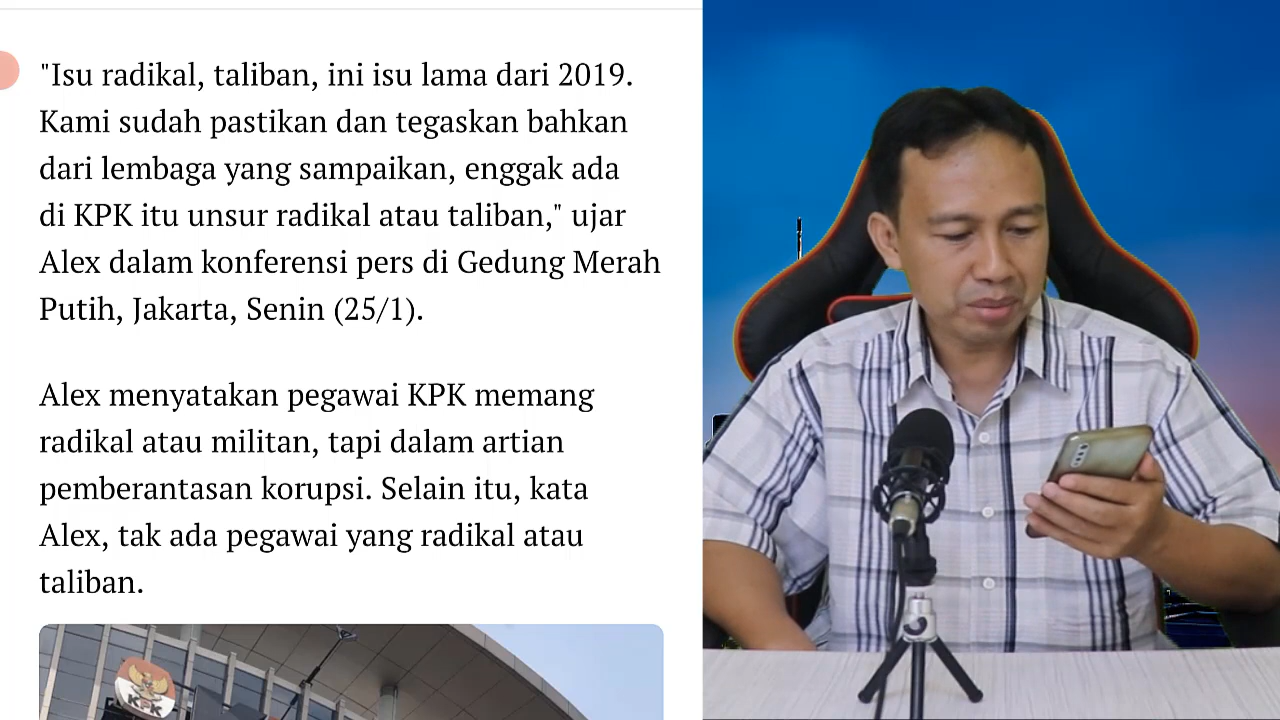 "Isu radikal, taliban, ini isu lama dari 2019.
Kami sudah pastikan dan tegaskan bahkan
dari lembaga yang sampaikan, enggak ada
di KPK itu unsur radikal atau taliban," ujar
Alex dalam konferensi pers di Gedung Merah
Putih, Jakarta, Senin (25/1).
Alex menyatakan pegawai KPK memang
radikal atau militan, tapi dalam artian
pemberantasan korupsi. Selain itu, kata
Alex, tak ada pegawai yang radikal atau
taliban.
KPK